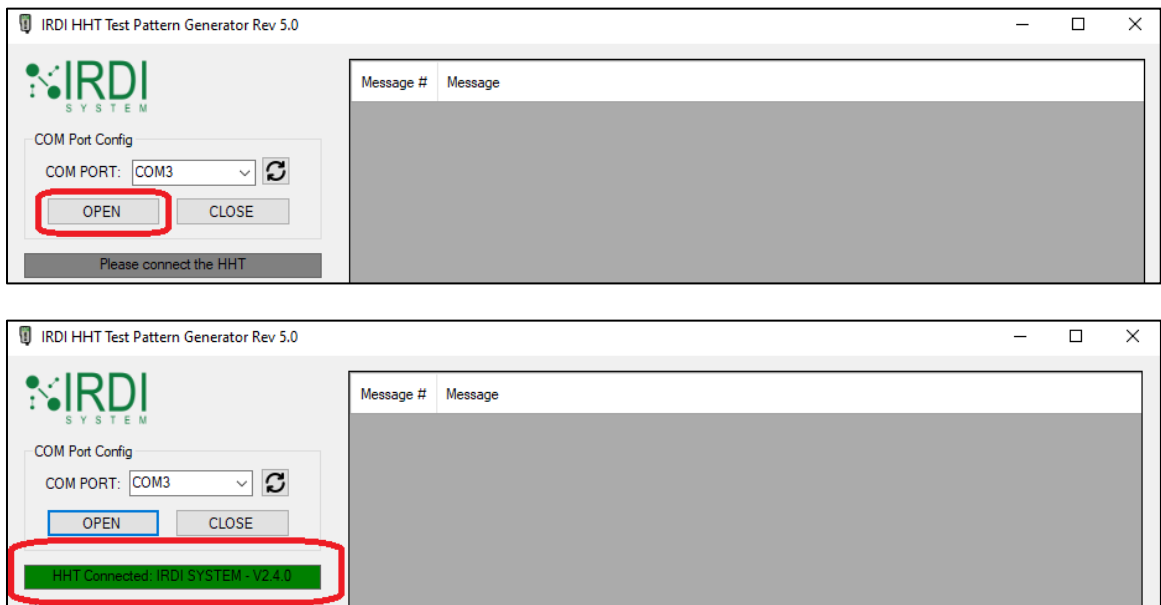 IRDI HHT Test Pattern Generator Rev 5.0
IRDI
SYSTEM
Message # Message
COM Port Config
COM PORT: COM3
OPEN CLOSE
Please connect the HHT
IRDI HHT Test Pattern Generator Rev 5.0
IRDI
SYSTEM
Message # Message
COM Port Config
COM PORT: COM3
OPEN CLOSE
HHT Connected: IRDI SYSTEM - V2.4.0